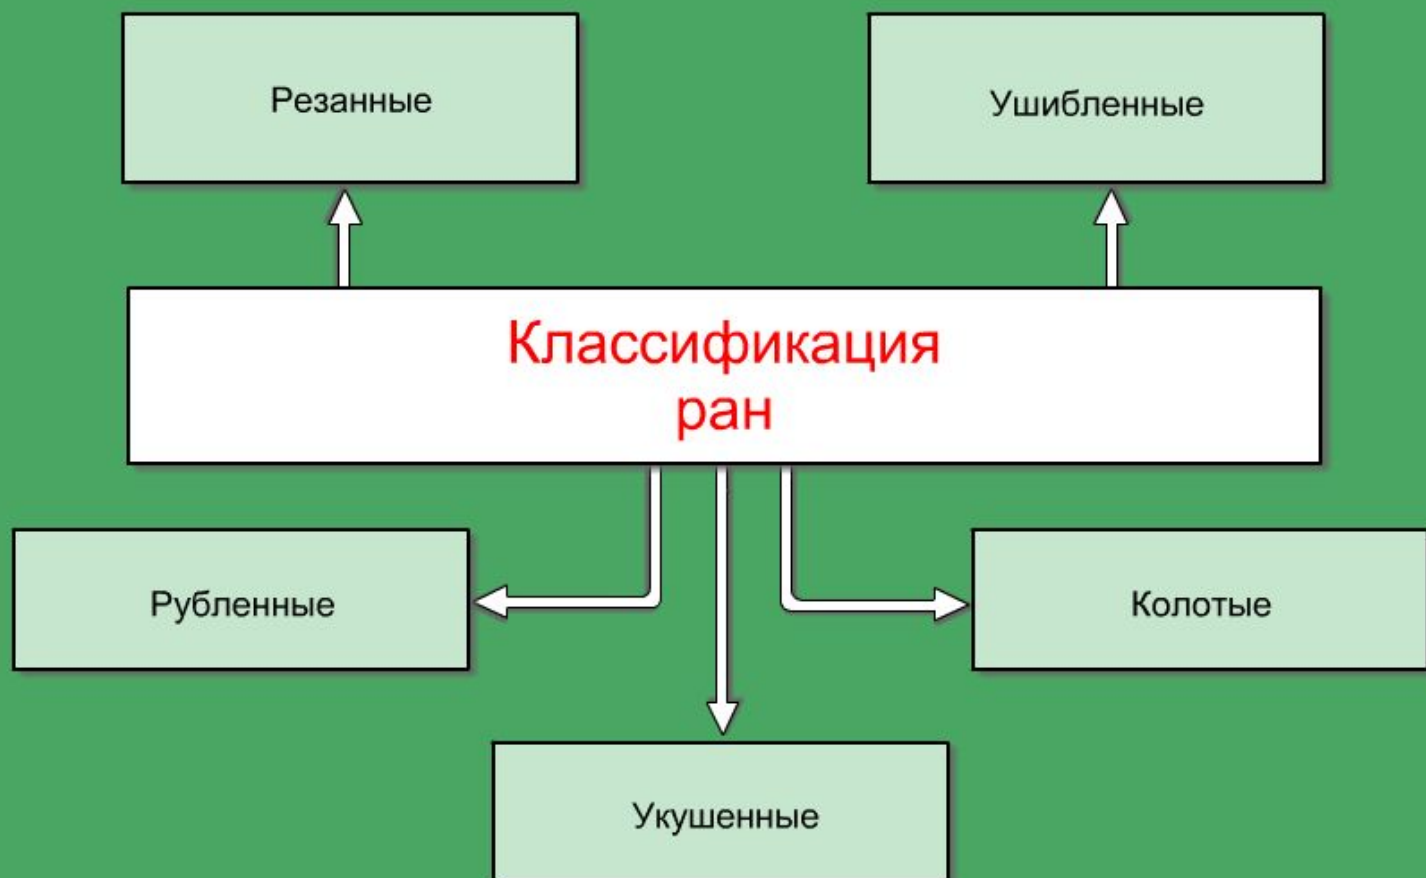 Резанные
Ушибленные
Классификация
ран
Рубленные
Колотые
Укушенные